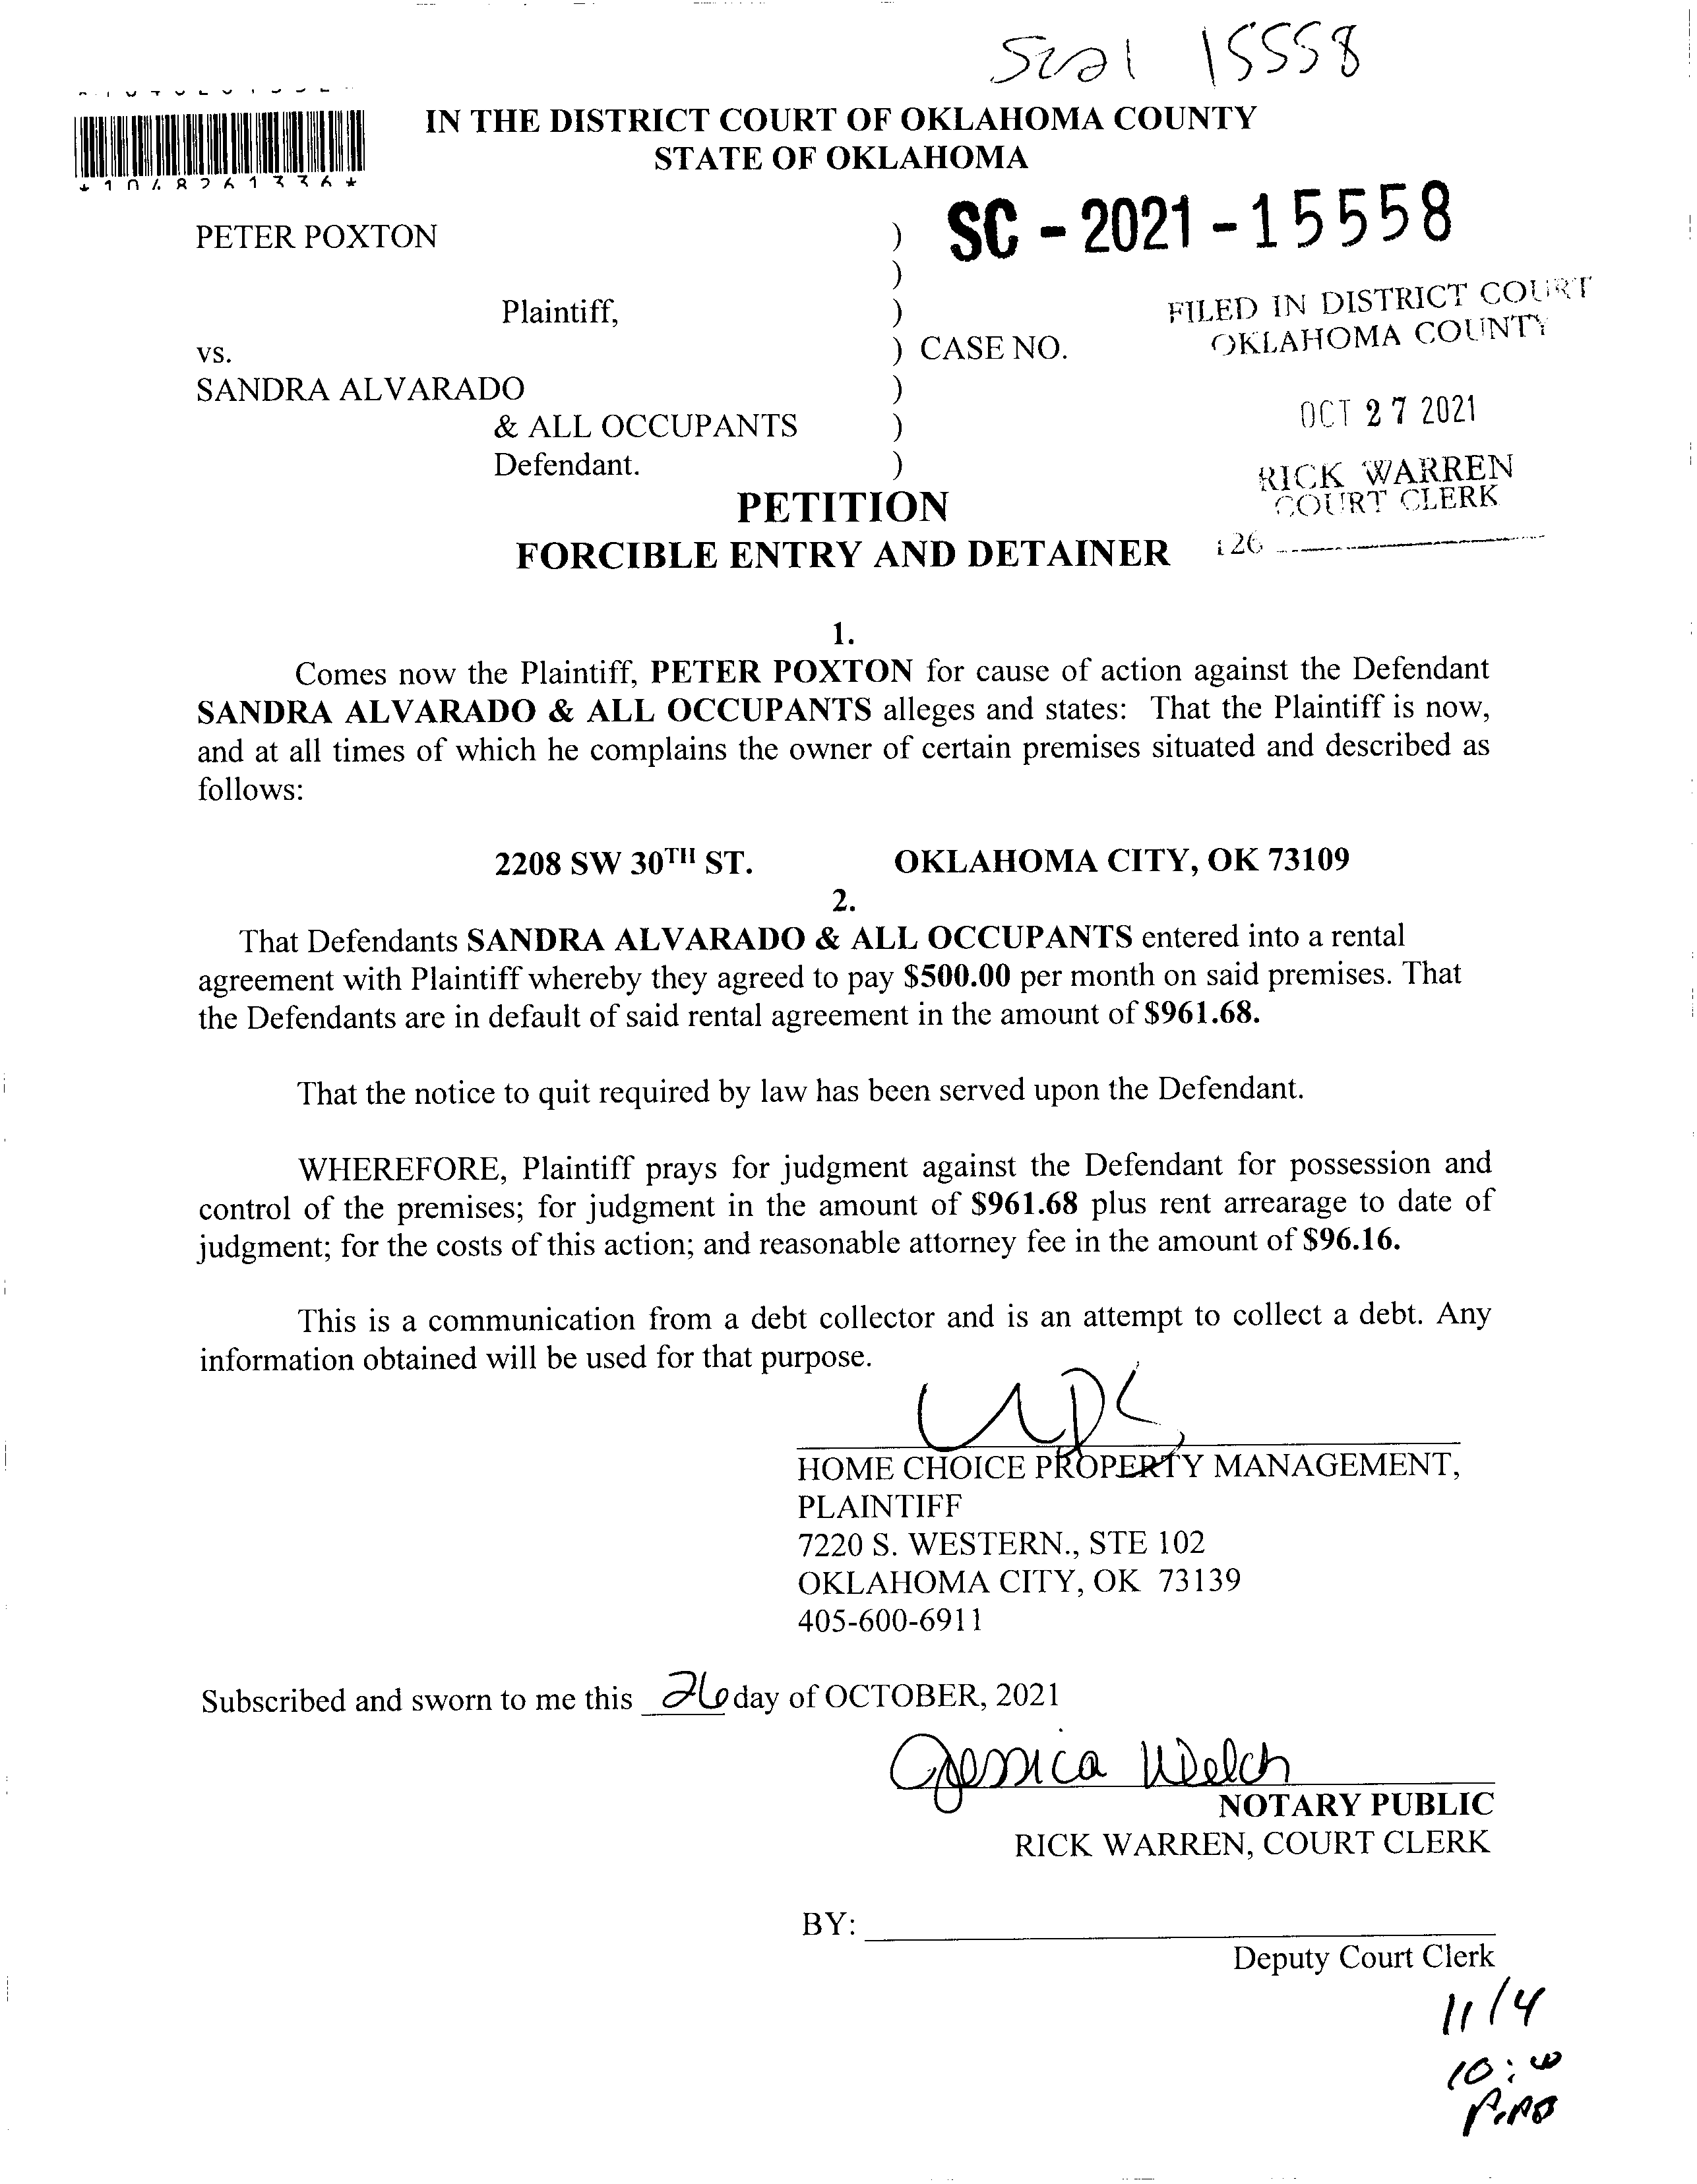 15558
IN THE DISTRICT COURT OF OKLAHOMA COUNTY
STATE OF OKLAHOMA
SC - 2021 - 15558
PETER POXTON )
)
Plaintiff, )
FILED IN DISTRICT COURT
OKLAHOMA COUNTY
vs. ) CASE NO.
SANDRA ALVARADO )
& ALL OCCUPANTS )
OCT 27 2021
Defendant. )
RICK WARREN
COURT CLERK
PETITION
FORCIBLE ENTRY AND DETAINER
126
1.
Comes now the Plaintiff, PETER POXTON for cause of action against the Defendant
SANDRA ALVARADO & ALL OCCUPANTS alleges and states: That the Plaintiff is now,
and at all times of which he complains the owner of certain premises situated and described as
follows:
2208 SW 30TH ST. OKLAHOMA CITY, OK 73109
2.
That Defendants SANDRA ALVARADO & ALL OCCUPANTS entered into a rental
agreement with Plaintiff whereby they agreed to pay $500.00 per month on said premises. That
the Defendants are in default of said rental agreement in the amount of $961.68.
That the notice to quit required by law has been served upon the Defendant.
WHEREFORE, Plaintiff prays for judgment against the Defendant for possession and
control of the premises; for judgment in the amount of $961.68 plus rent arrearage to date of
judgment; for the costs of this action; and reasonable attorney fee in the amount of $96.16.
This is a communication from a debt collector and is an attempt to collect a debt. Any
information obtained will be used for that purpose.
HOME CHOICE PROPERTY MANAGEMENT,
PLAINTIFF
7220 S. WESTERN., STE 102
OKLAHOMA CITY, OK 73139
405-600-6911
Subscribed and sworn to me this 26 day of OCTOBER, 2021
Jessica Welch
NOTARY PUBLIC
RICK WARREN, COURT CLERK
BY:
Deputy Court Clerk
11/4